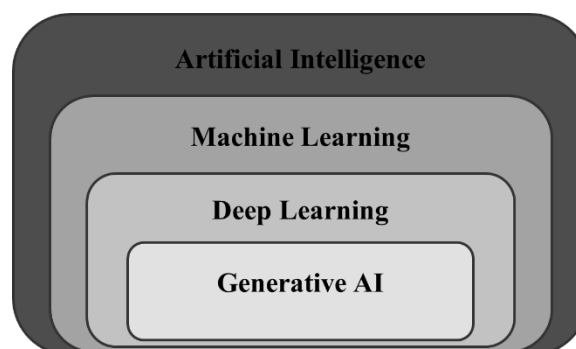 Artificial Intelligence
Machine Learning
Deep Learning
Generative AI